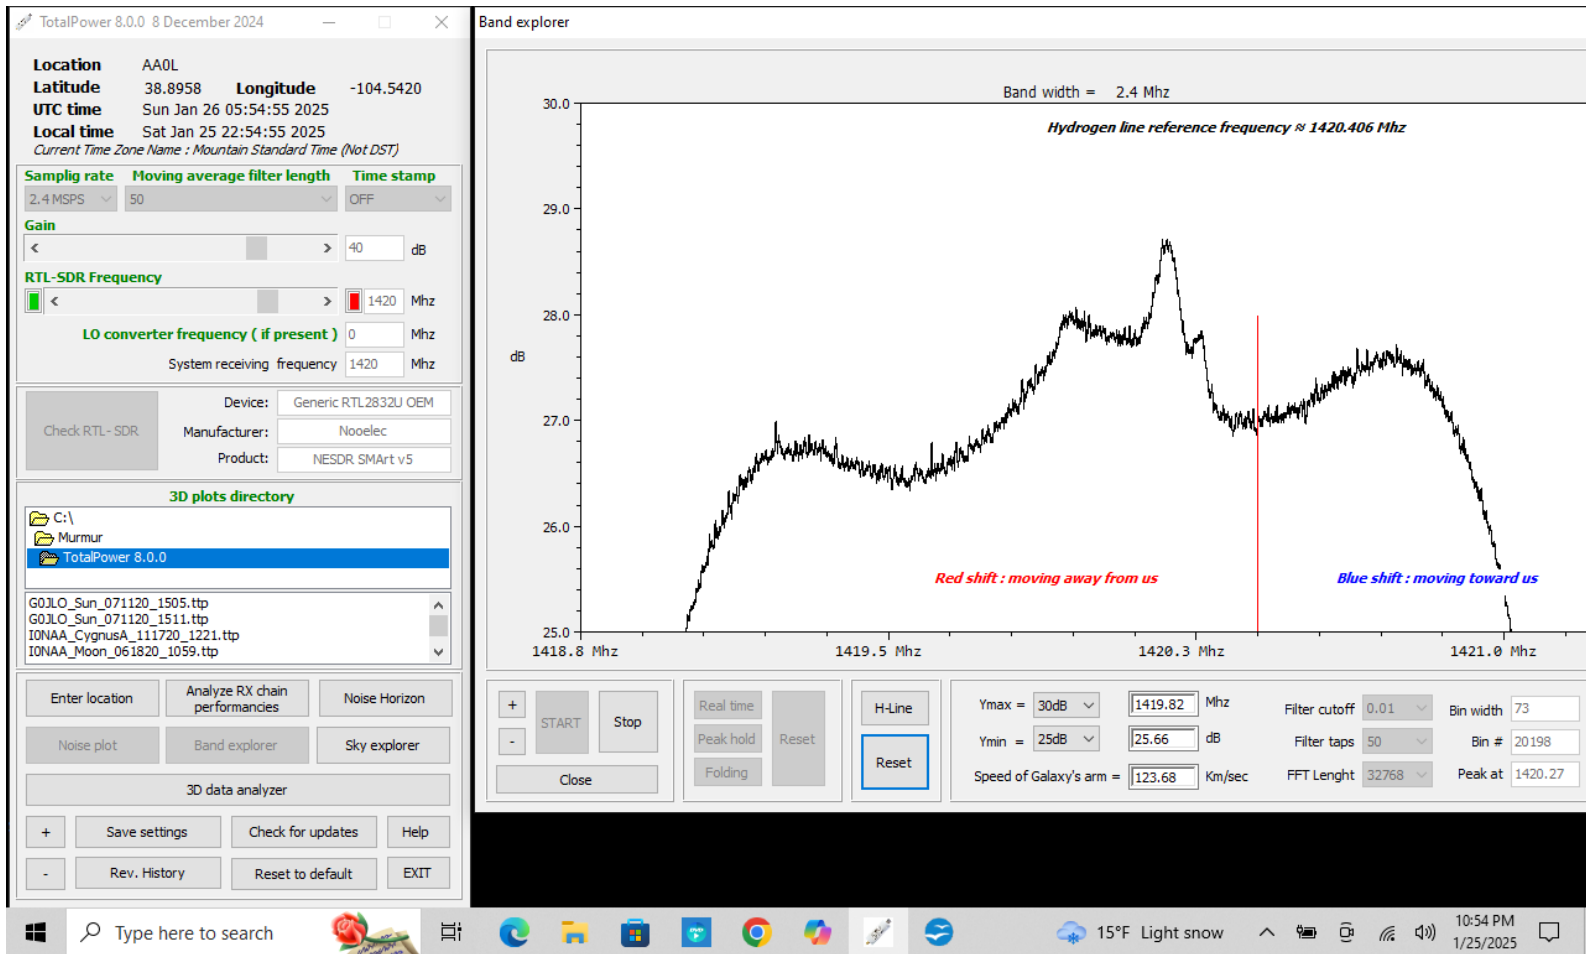 TotalPower 8.0.0  8 December 2024
Location AA0L
Latitude 38.8958 Longitude -104.5420
UTC time Sun Jan 26 05:54:55 2025
Local time Sat Jan 25 22:54:55 2025
Current Time Zone Name : Mountain Standard Time (Not DST)
Samplig rate Moving average filter length Time stamp
2.4 MSPS 50 OFF
Gain
< > 40 dB
RTL-SDR Frequency
< > 1420 Mhz
LO converter frequency ( if present ) 0 Mhz
System receiving frequency 1420 Mhz
Check RTL- SDR
Device: Generic RTL2832U OEM
Manufacturer: Nooelec
Product: NESDR SMArt v5
3D plots directory
C:\
Murmur
TotalPower 8.0.0
G0JLO_Sun_071120_1505.ttp
G0JLO_Sun_071120_1511.ttp
I0NAA_CygnusA_111720_1221.ttp
I0NAA_Moon_061820_1059.ttp
Enter location
Analyze RX chain
performancies
Noise Horizon
Noise plot
Band explorer
Sky explorer
3D data analyzer
+ Save settings Check for updates Help
- Rev. History Reset to default EXIT
Band explorer
Band width = 2.4 Mhz
Hydrogen line reference frequency ≈ 1420.406 Mhz
30.0
29.0
28.0
dB
27.0
26.0
25.0
Red shift : moving away from us
Blue shift : moving toward us
1418.8 Mhz 1419.5 Mhz 1420.3 Mhz 1421.0 Mhz
+
-
START
Stop
Close
Real time
Peak hold
Folding
Reset
H-Line
Reset
Ymax = 30dB 1419.82 Mhz
Ymin = 25dB 25.66 dB
Speed of Galaxy's arm = 123.68 Km/sec
Filter cutoff 0.01
Filter taps 50
FFT Lenght 32768
Bin width 73
Bin # 20198
Peak at 1420.27
Type here to search
15°F Light snow
10:54 PM
1/25/2025